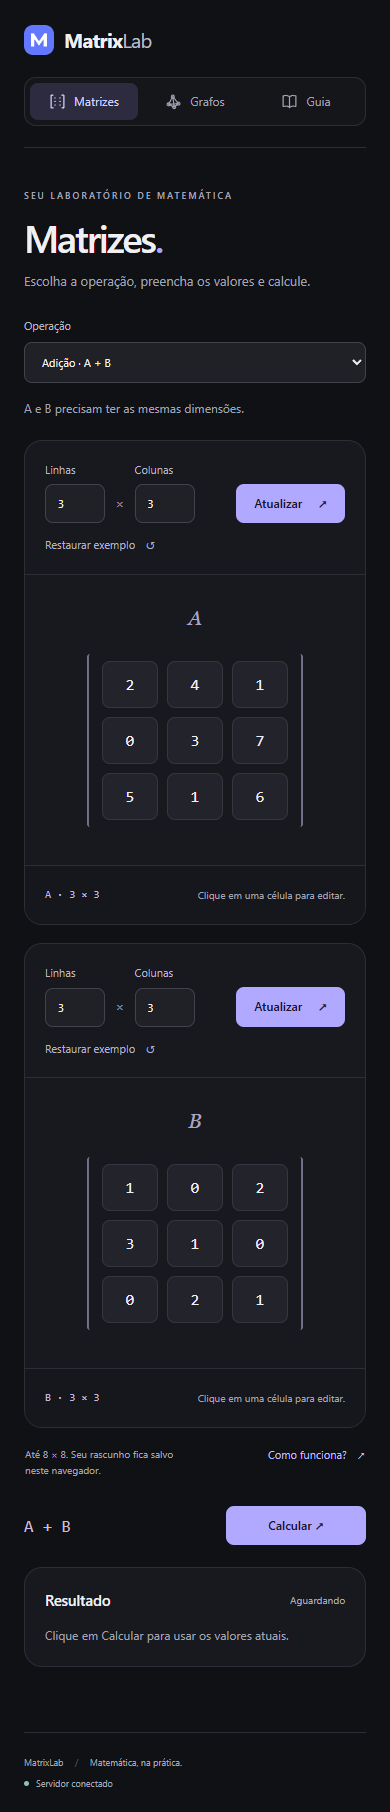 MatrixLab
Matrizes Grafos Guia
SEU LABORATÓRIO DE MATEMÁTICA
Matrizes.
Escolha a operação, preencha os valores e calcule.
Operação
Adição · A + B
A e B precisam ter as mesmas dimensões.
Linhas Colunas
3 × 3 Atualizar ↗
Restaurar exemplo ↺
A
2 4 1
0 3 7
5 1 6
A · 3 × 3 Clique em uma célula para editar.
Linhas Colunas
3 × 3 Atualizar ↗
Restaurar exemplo ↺
B
1 0 2
3 1 0
0 2 1
B · 3 × 3 Clique em uma célula para editar.
Até 8 × 8. Seu rascunho fica salvo
neste navegador.
Como funciona? ↗
A + B Calcular ↗
Resultado Aguardando
Clique em Calcular para usar os valores atuais.
MatrixLab / Matemática, na prática.
Servidor conectado